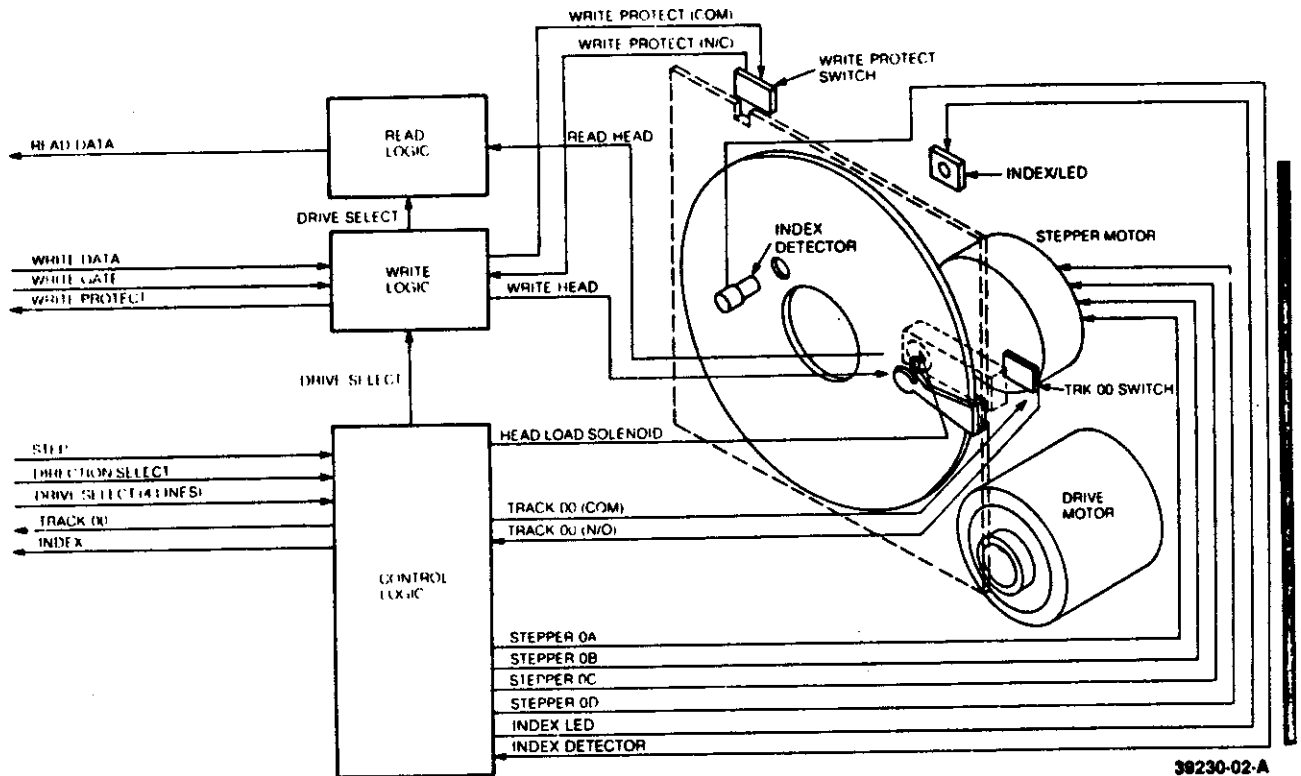 WRITE PROTECT (COM)
WRITE PROTECT (N/C)
WRITE PROTECT
SWITCH
READ
LOGIC
READ DATA
READ HEAD
INDEX/LED
DRIVE SELECT
INDEX
DETECTOR
STEPPER MOTOR
WRITE DATA
WRITE GATE
WRITE PROTECT
WRITE
LOGIC
WRITE HEAD
DRIVE SELECT
TRK 00 SWITCH
HEAD LOAD SOLENOID
STEP
DIRECTION SELECT
DRIVE SELECT (4 LINES)
TRACK 00
INDEX
TRACK 00 (COM)
TRACK 00 (N/O)
DRIVE
MOTOR
CONTROL
LOGIC
STEPPER 0A
STEPPER 0B
STEPPER 0C
STEPPER 0D
INDEX LED
INDEX DETECTOR
39230-02-A